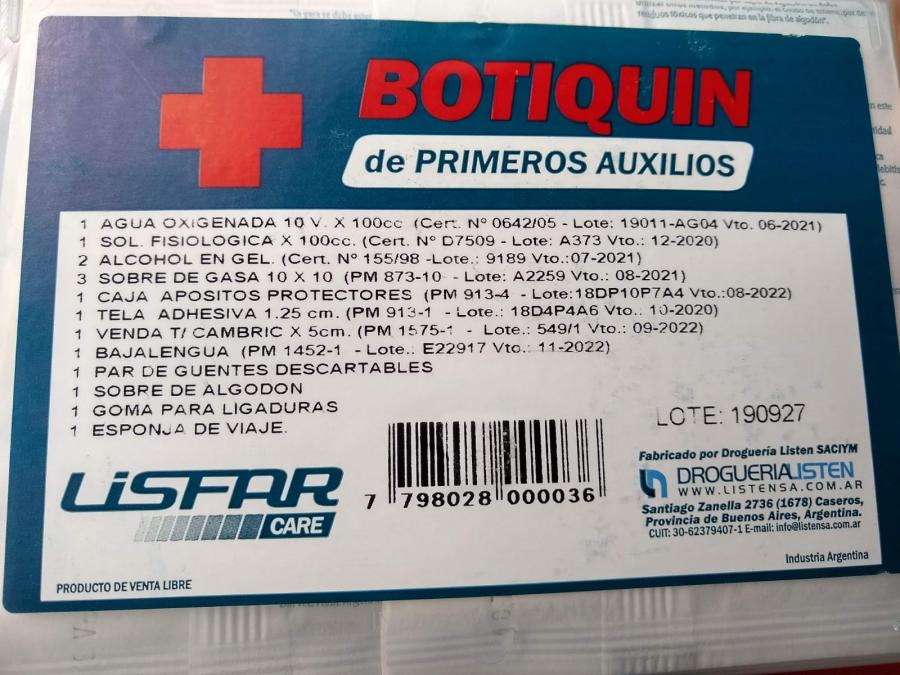 BOTIQUIN
de PRIMEROS AUXILIOS
1 AGUA OXIGENADA 10 V. X 100cc (Cert. Nº 0642/05 - Lote: 19011-AG04 Vto. 06-2021)
1 SOL. FISIOLOGICA X 100cc. (Cert. Nº D7509 - Lote: A373 Vto.: 12-2020)
2 ALCOHOL EN GEL. (Cert. Nº 155/98 -Lote.: 9189 Vto.:07-2021)
3 SOBRE DE GASA 10 X 10 (PM 873-10 - Lote: A2259 Vto.: 08-2021)
1 CAJA APOSITOS PROTECTORES (PM 913-4 - Lote:18DP10P7A4 Vto.:08-2022)
1 TELA ADHESIVA 1.25 cm. (PM 913-1 - Lote.: 18D4P4A6 Vto.. 10-2020)
1 VENDA T/ CAMBRIC X 5cm. (PM 1575-1 - Lote.: 549/1 Vto.: 09-2022)
1 BAJALENGUA (PM 1452-1 - Lote.: E22917 Vto.: 11-2022)
1 PAR DE GUENTES DESCARTABLES
1 SOBRE DE ALGODON
1 GOMA PARA LIGADURAS
1 ESPONJA DE VIAJE.
LOTE: 190927
LiSFAR
CARE
7 798028 000036
Fabricado por Droguería Listen SACIYM
DROGUERIALISTEN
WWW.LISTENSA.COM.AR
Santiago Zanella 2736 (1678) Caseros,
Provincia de Buenos Aires, Argentina.
CUIT: 30-62379407-1 E-mail: info@listensa.com.ar
Industria Argentina
PRODUCTO DE VENTA LIBRE